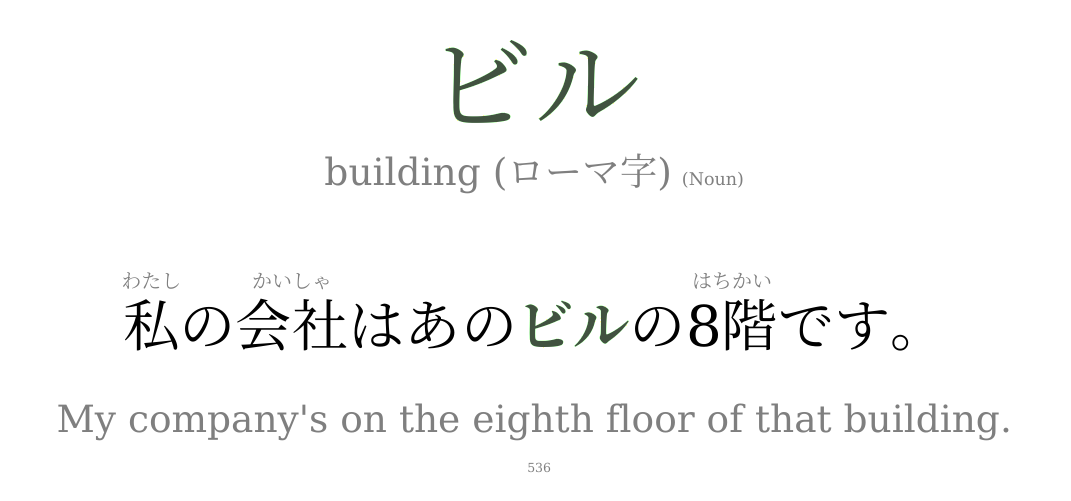 ビル
building (ローマ字) (Noun)
わたし かいしゃ はちかい
私の会社はあのビルの8階です。
My company's on the eighth floor of that building.
536